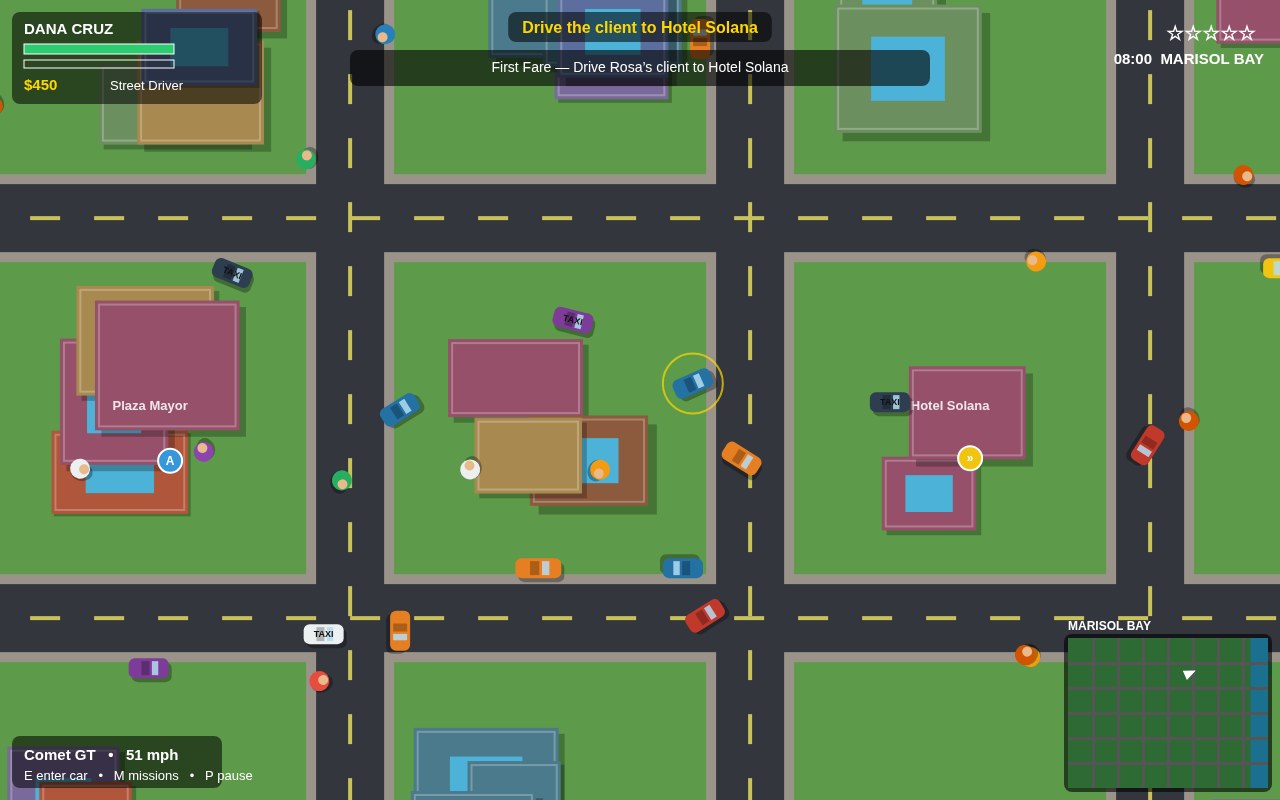 DANA CRUZ
$450 Street Driver
Drive the client to Hotel Solana
First Fare — Drive Rosa's client to Hotel Solana
☆☆☆☆☆
08:00 MARISOL BAY
TAXI
TAXI
Plaza Mayor
TAXI
Hotel Solana
A
»
TAXI
MARISOL BAY
Comet GT • 51 mph
E enter car • M missions • P pause